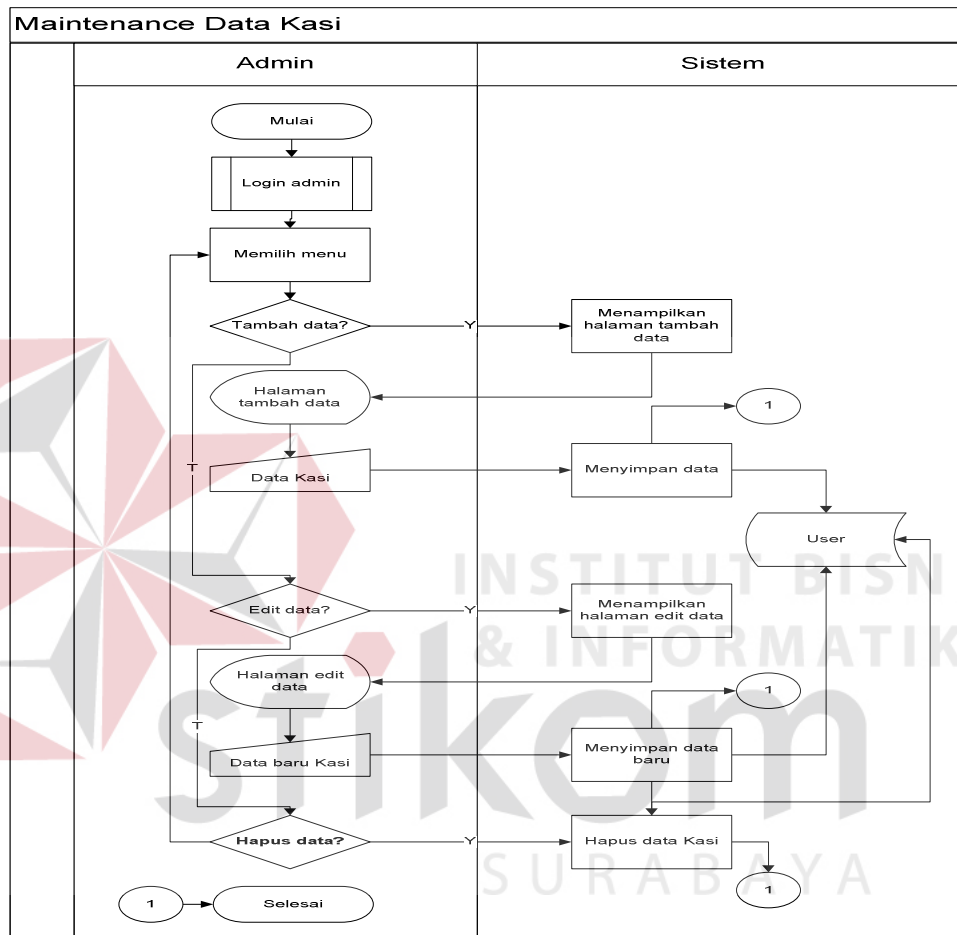 Maintenance Data Kasi
Admin
Sistem
Mulai
Login admin
Memilih menu
Tambah data?
Y
Menampilkan
halaman tambah
data
Halaman
tambah data
1
T
Data Kasi
Menyimpan data
User
INSTITUT BISN
Edit data?
Y
Menampilkan
halaman edit data
& INFORMATIK
Halaman edit
data
1
stikom
T
Data baru Kasi
Menyimpan data
baru
Hapus data?
Y
Hapus data Kasi
SURABAYA
1
1
Selesai